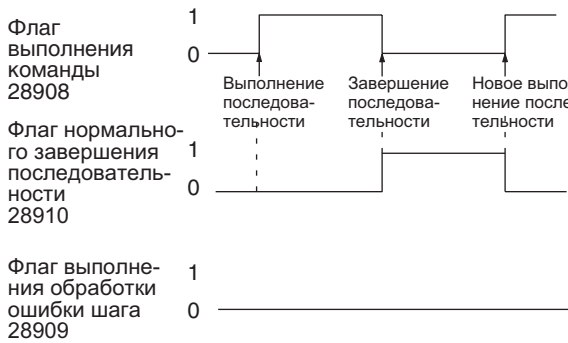 Флаг
выполнения
команды
28908
1
0
Выполнение
последова-
тельности
Завершение
последова-
тельности
Новое выпо
нение после
тельности
Флаг нормально-
го завершения
последователь-
ности
28910
1
0
Флаг выполне-
ния обработки
ошибки шага
28909
1
0